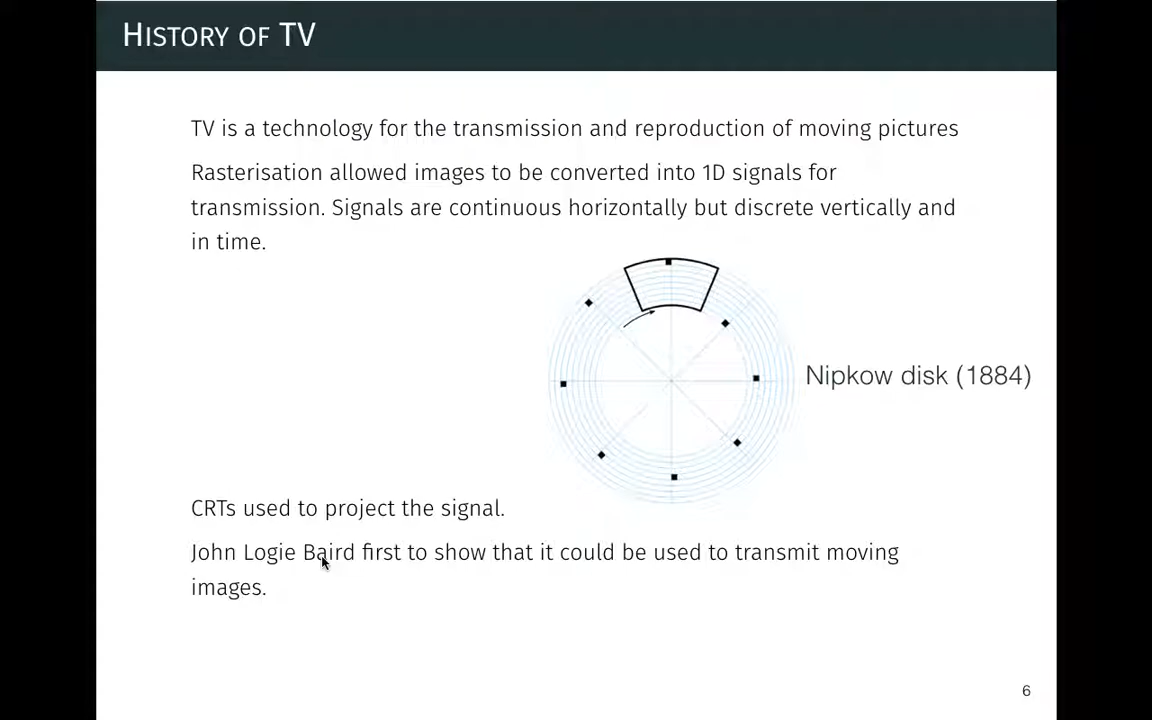 HISTORY OF TV
TV is a technology for the transmission and reproduction of moving pictures
Rasterisation allowed images to be converted into 1D signals for
transmission. Signals are continuous horizontally but discrete vertically and
in time.
Nipkow disk (1884)
CRTs used to project the signal.
John Logie Baird first to show that it could be used to transmit moving
images.
6